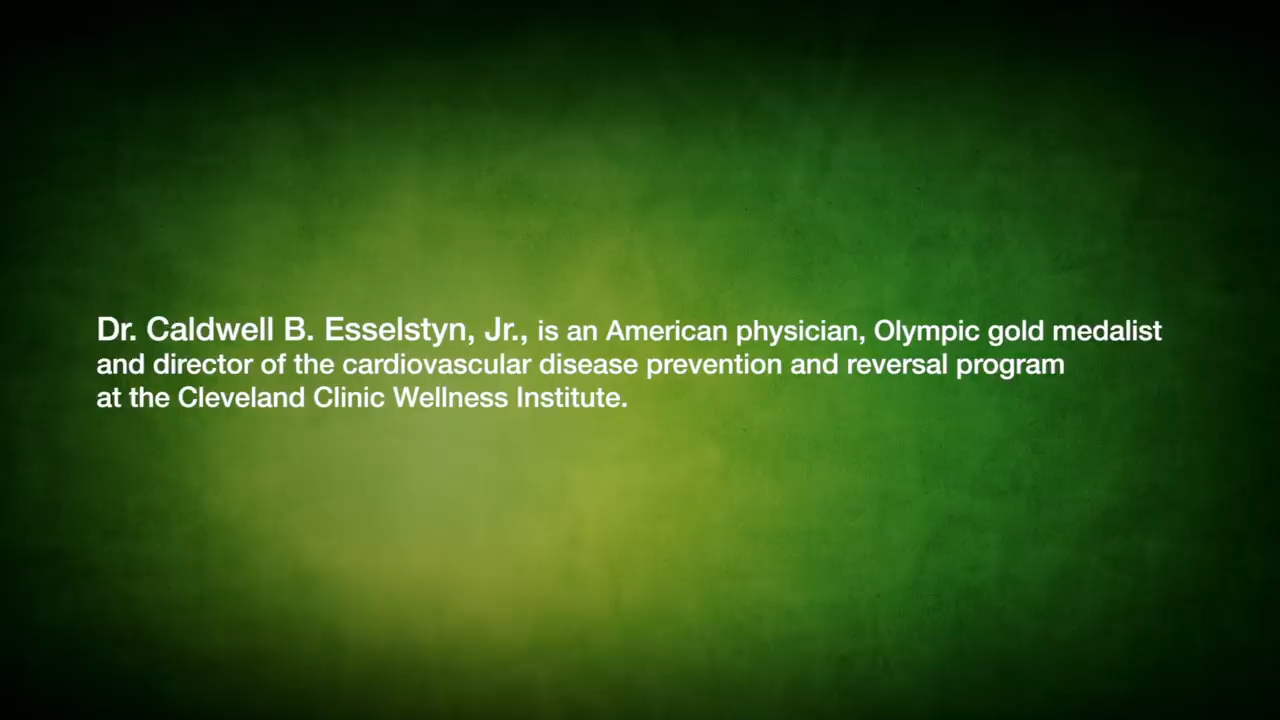 Dr. Caldwell B. Esselstyn, Jr., is an American physician, Olympic gold medalist
and director of the cardiovascular disease prevention and reversal program
at the Cleveland Clinic Wellness Institute.